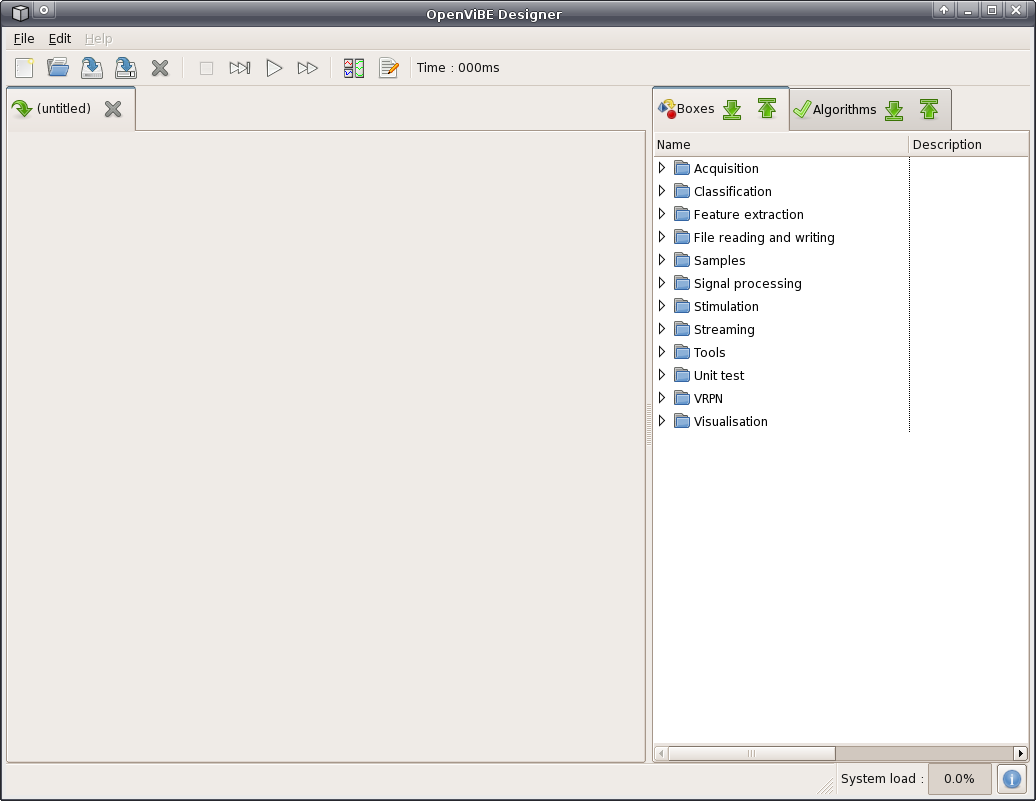 OpenViBE Designer
File Edit Help
Time : 000ms
(untitled)
Boxes
Algorithms
Name Description
Acquisition
Classification
Feature extraction
File reading and writing
Samples
Signal processing
Stimulation
Streaming
Tools
Unit test
VRPN
Visualisation
System load : 0.0%